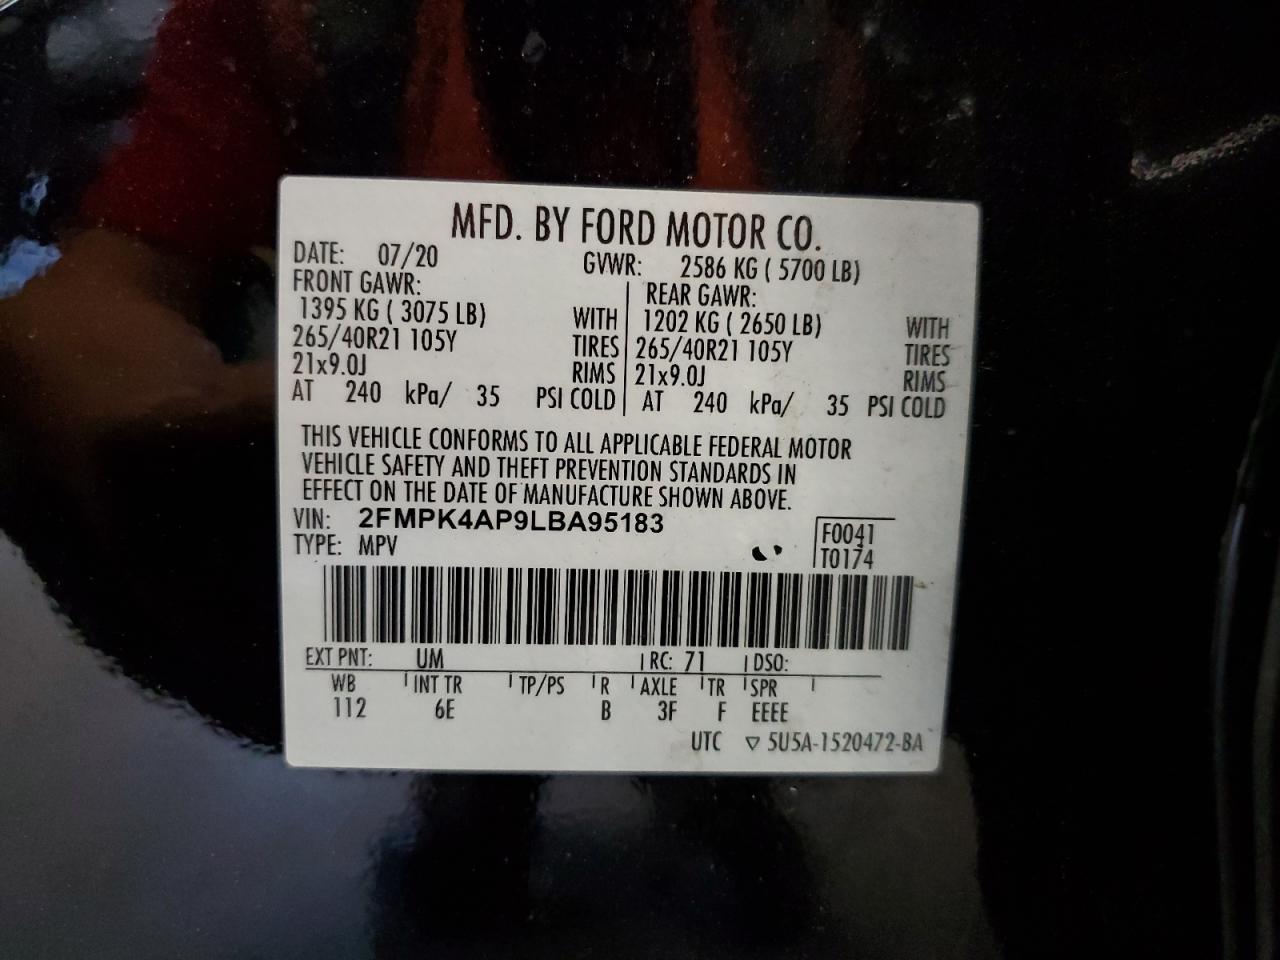 MFD. BY FORD MOTOR CO.
DATE: 07/20 GVWR: 2586 KG ( 5700 LB)
FRONT GAWR: REAR GAWR:
1395 KG ( 3075 LB) WITH 1202 KG ( 2650 LB) WITH
265/40R21 105Y TIRES 265/40R21 105Y TIRES
21x9.0J RIMS 21x9.0J RIMS
AT 240 kPa/ 35 PSI COLD AT 240 kPa/ 35 PSI COLD
THIS VEHICLE CONFORMS TO ALL APPLICABLE FEDERAL MOTOR
VEHICLE SAFETY AND THEFT PREVENTION STANDARDS IN
EFFECT ON THE DATE OF MANUFACTURE SHOWN ABOVE.
VIN: 2FMPK4AP9LBA95183 F0041
TYPE: MPV T0174
EXT PNT: UM RC: 71 DSO:
WB INT TR TP/PS R AXLE TR SPR
112 6E B 3F F EEEE
UTC ▽ 5U5A-1520472-BA